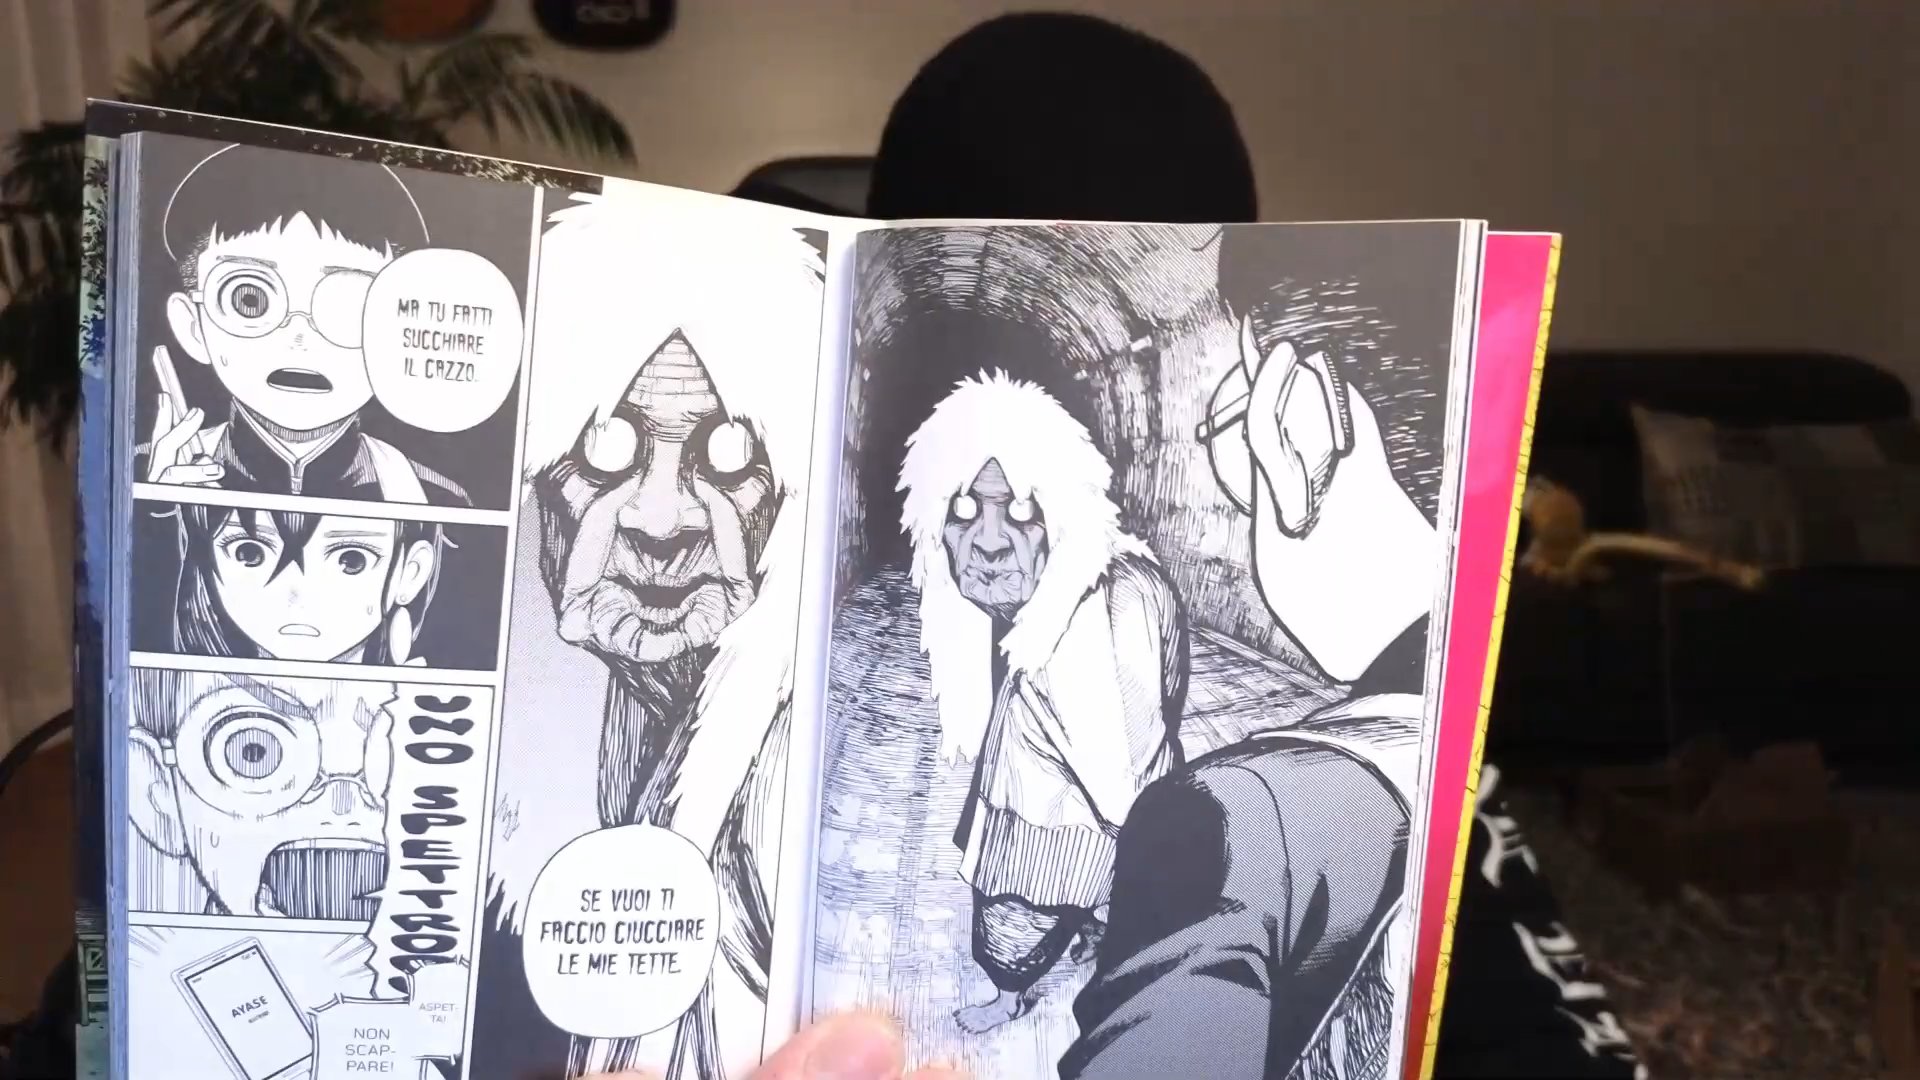 MA TU FATTI
SUCCHIARE
IL CAZZO.
UNO SPETTRO!
AYASE
NON
SCAP-
PARE!
ASPET-
TA!
SE VUOI TI
FACCIO CIUCCIARE
LE MIE TETTE.